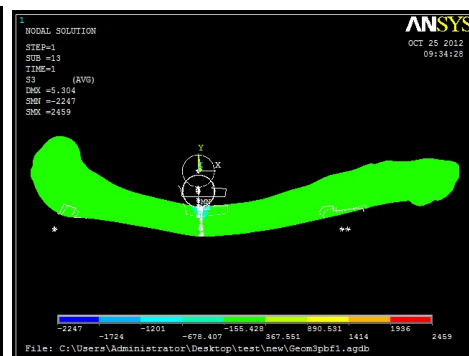 1
NODAL SOLUTION
STEP=1
SUB =13
TIME=1
S3 (AVG)
DMX =5.304
SMN =-2247
SMX =2459
ANSYS
OCT 25 2012
09:34:28
Y
X
*
**
-2247 -1201 -155.428 890.531 1936
-1724 -678.407 367.551 1414 2459
File: C:\Users\Administrator\Desktop\test\new\Geom3pbf1.agdb